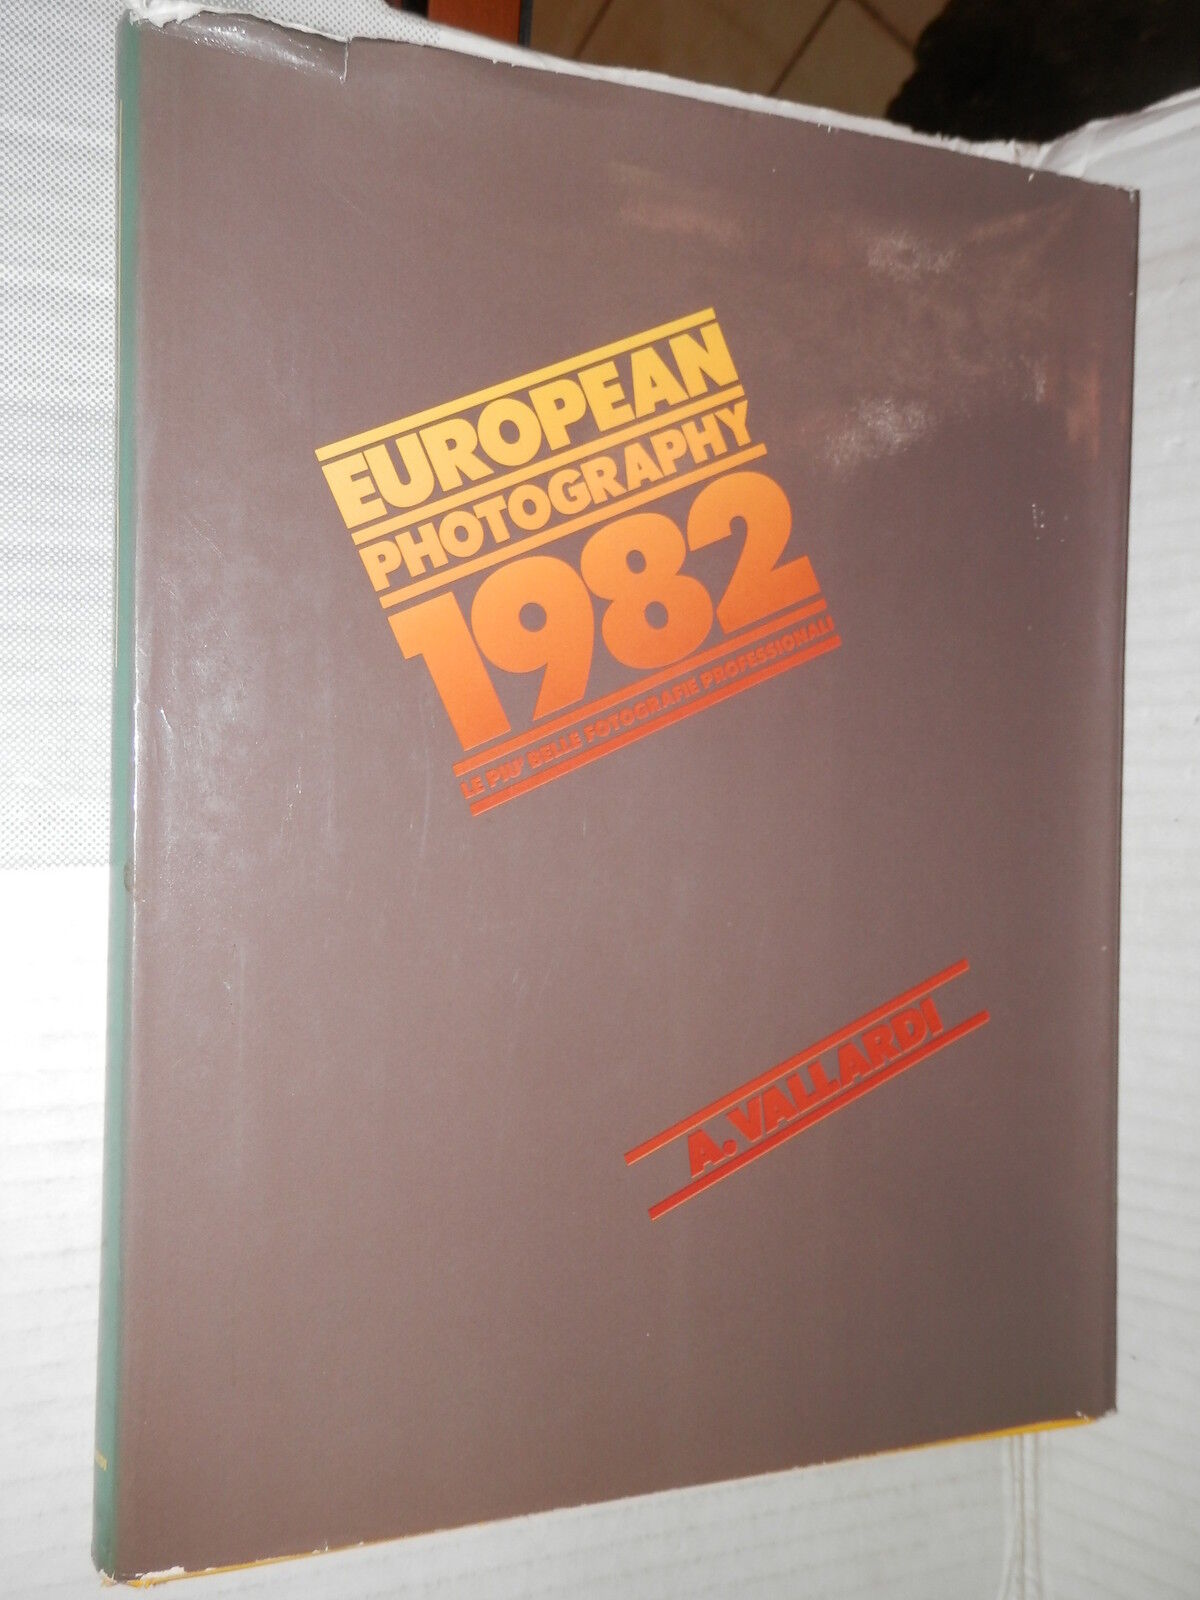 EUROPEAN
PHOTOGRAPHY
1982
LE PIU' BELLE FOTOGRAFIE PROFESSIONALI
A. VALLARDI